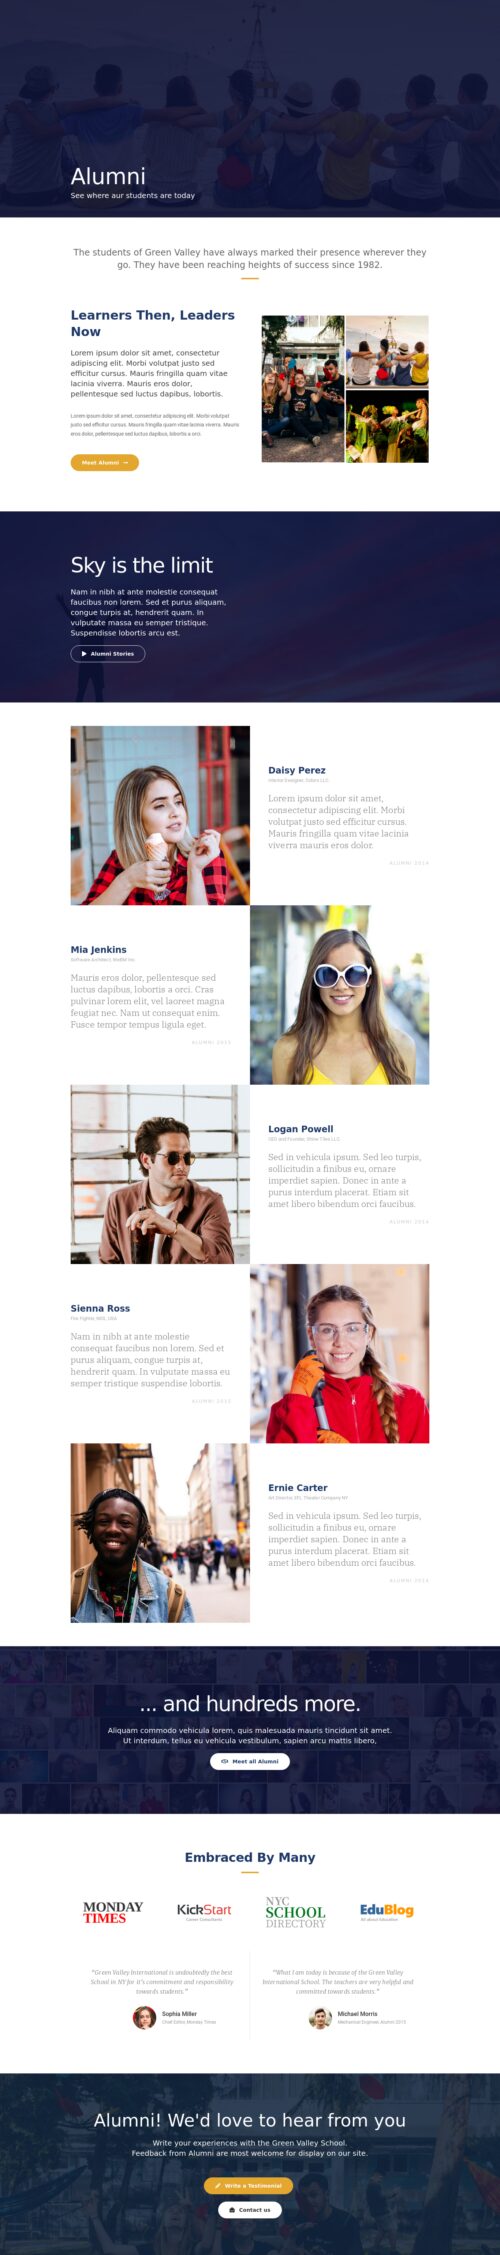 Alumni
See where aur students are today
The students of Green Valley have always marked their presence wherever they
go. They have been reaching heights of success since 1982.
Learners Then, Leaders
Now
Lorem ipsum dolor sit amet, consectetur
adipiscing elit. Morbi volutpat justo sed
efficitur cursus. Mauris fringilla quam vitae
lacinia viverra. Mauris eros dolor,
pellentesque sed luctus dapibus, lobortis.
Lorem ipsum dolor sit amet, consectetur adipiscing elit. Morbi volutpat
justo sed efficitur cursus. Mauris fringilla quam vitae lacinia viverra. Mauris
eros dolor, pellentesque sed luctus dapibus, lobortis a orci.
Meet Alumni
Sky is the limit
Nam in nibh at ante molestie consequat
faucibus non lorem. Sed et purus aliquam,
congue turpis at, hendrerit quam. In
vulputate massa eu semper tristique.
Suspendisse lobortis arcu est.
Alumni Stories
Daisy Perez
Interior Designer, Colors LLC
Lorem ipsum dolor sit amet,
consectetur adipiscing elit. Morbi
volutpat justo sed efficitur cursus.
Mauris fringilla quam vitae lacinia
viverra mauris eros dolor.
ALUMNI 2014
Mia Jenkins
Software Architect,
Mauris eros dolor, pellentesque sed
luctus dapibus, lobortis a orci. Cras
pulvinar lorem elit, vel laoreet magna
feugiat nec. Nam ut consequat enim.
Fusce tempor tempus ligula eget.
ALUMNI 2015
Logan Powell
CEO and Founder,
Sed in vehicula ipsum. Sed leo turpis,
sollicitudin a finibus eu, ornare
imperdiet sapien. Donec in ante a
purus interdum placerat. Etiam sit
amet libero bibendum orci faucibus.
ALUMNI 2014
Sienna Ross
Fire Fighter,
Nam in nibh at ante molestie
consequat faucibus non lorem. Sed et
purus aliquam, congue turpis at,
hendrerit quam. In vulputate massa eu
semper tristique suspendise lobortis.
ALUMNI 2015
Ernie Carter
Art Director, Theater Company NY
Sed in vehicula ipsum. Sed leo turpis,
sollicitudin a finibus eu, ornare
imperdiet sapien. Donec in ante a
purus interdum placerat. Etiam sit
amet libero bibendum orci faucibus.
ALUMNI 2014
... and hundreds more.
Aliquam commodo vehicula lorem, quis malesuada mauris tincidunt sit amet.
Ut interdum, tellus eu vehicula vestibulum, sapien arcu mattis libero,
Meet all Alumni
Embraced By Many
MONDAY
TIMES
KickStart
Career Consultants
NYC
SCHOOL
DIRECTORY
EduBlog
All about Education
"Green Valley International is undoubtedly the best
School in NY for it's commitment and responsibility
towards students."
Sophia Miller
Chief Editor, Monday Times
"What I am today is because of the Green Valley
International School. The teachers are very helpful and
committed towards students."
Michael Morris
Mechanical Engineer, Alumni 2015
Alumni! We'd love to hear from you
Write your experiences with the Green Valley School.
Feedback from Alumni are most welcome for display on our site.
Write a Testimonial
Contact us